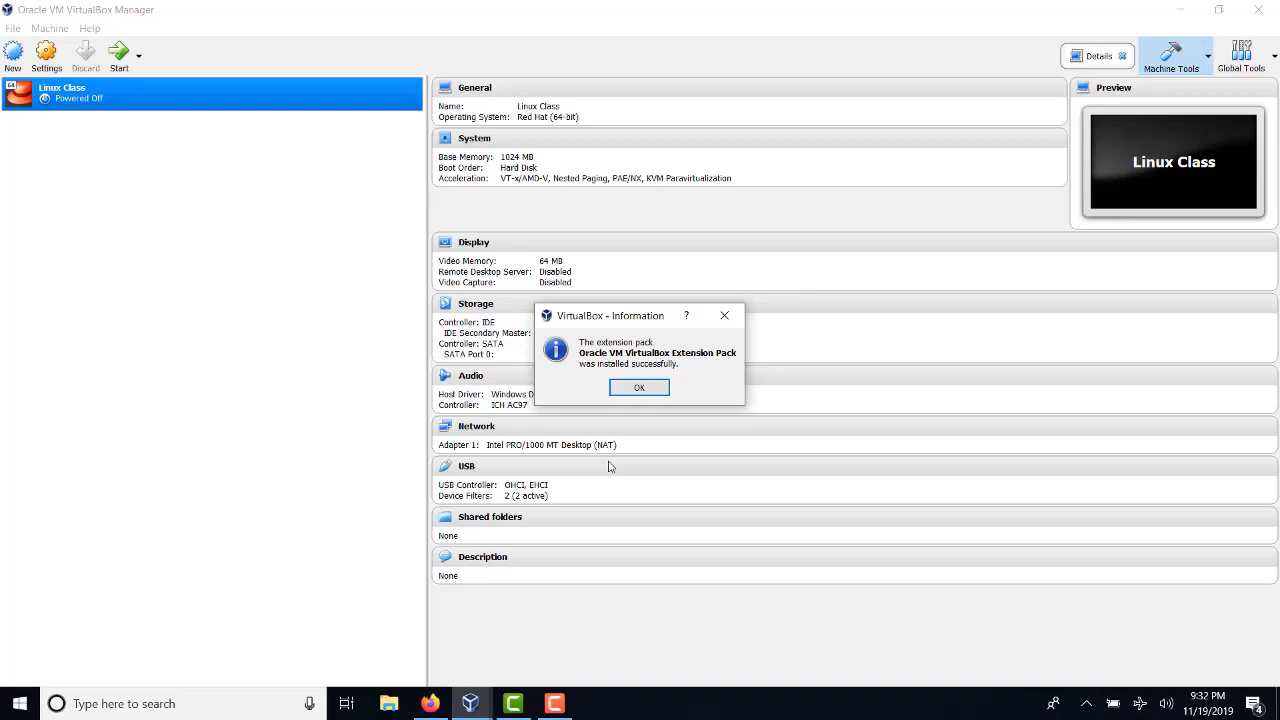 Oracle VM VirtualBox Manager
File Machine Help
New Settings Discard Start
Details Machine Tools Global Tools
64 Linux Class
Powered Off
General
Name: Linux Class
Operating System: Red Hat (64-bit)
System
Base Memory: 1024 MB
Boot Order: Hard Disk
Acceleration: VT-x/AMD-V, Nested Paging, PAE/NX, KVM Paravirtualization
Preview
Linux Class
Display
Video Memory: 64 MB
Remote Desktop Server: Disabled
Video Capture: Disabled
Storage
Controller: IDE
IDE Secondary Master:
Controller: SATA
SATA Port 0:
VirtualBox - Information ?
The extension pack
Oracle VM VirtualBox Extension Pack
was installed successfully.
OK
Audio
Host Driver: Windows D
Controller: ICH AC97
Network
Adapter 1: Intel PRO/1000 MT Desktop (NAT)
USB
USB Controller: OHCI, EHCI
Device Filters: 2 (2 active)
Shared folders
None
Description
None
Type here to search
9:32 PM
11/19/2019
4